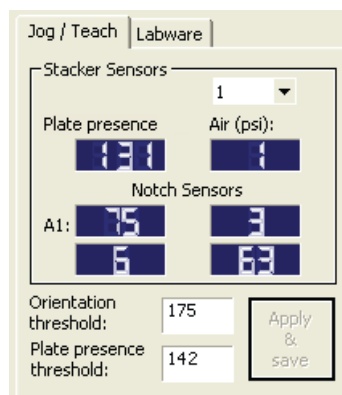 Jog / Teach Labware
Stacker Sensors
1
Plate presence Air (psi):
131 1
Notch Sensors
A1: 75 3
6 63
Orientation threshold: 175
Plate presence threshold: 142
Apply & save